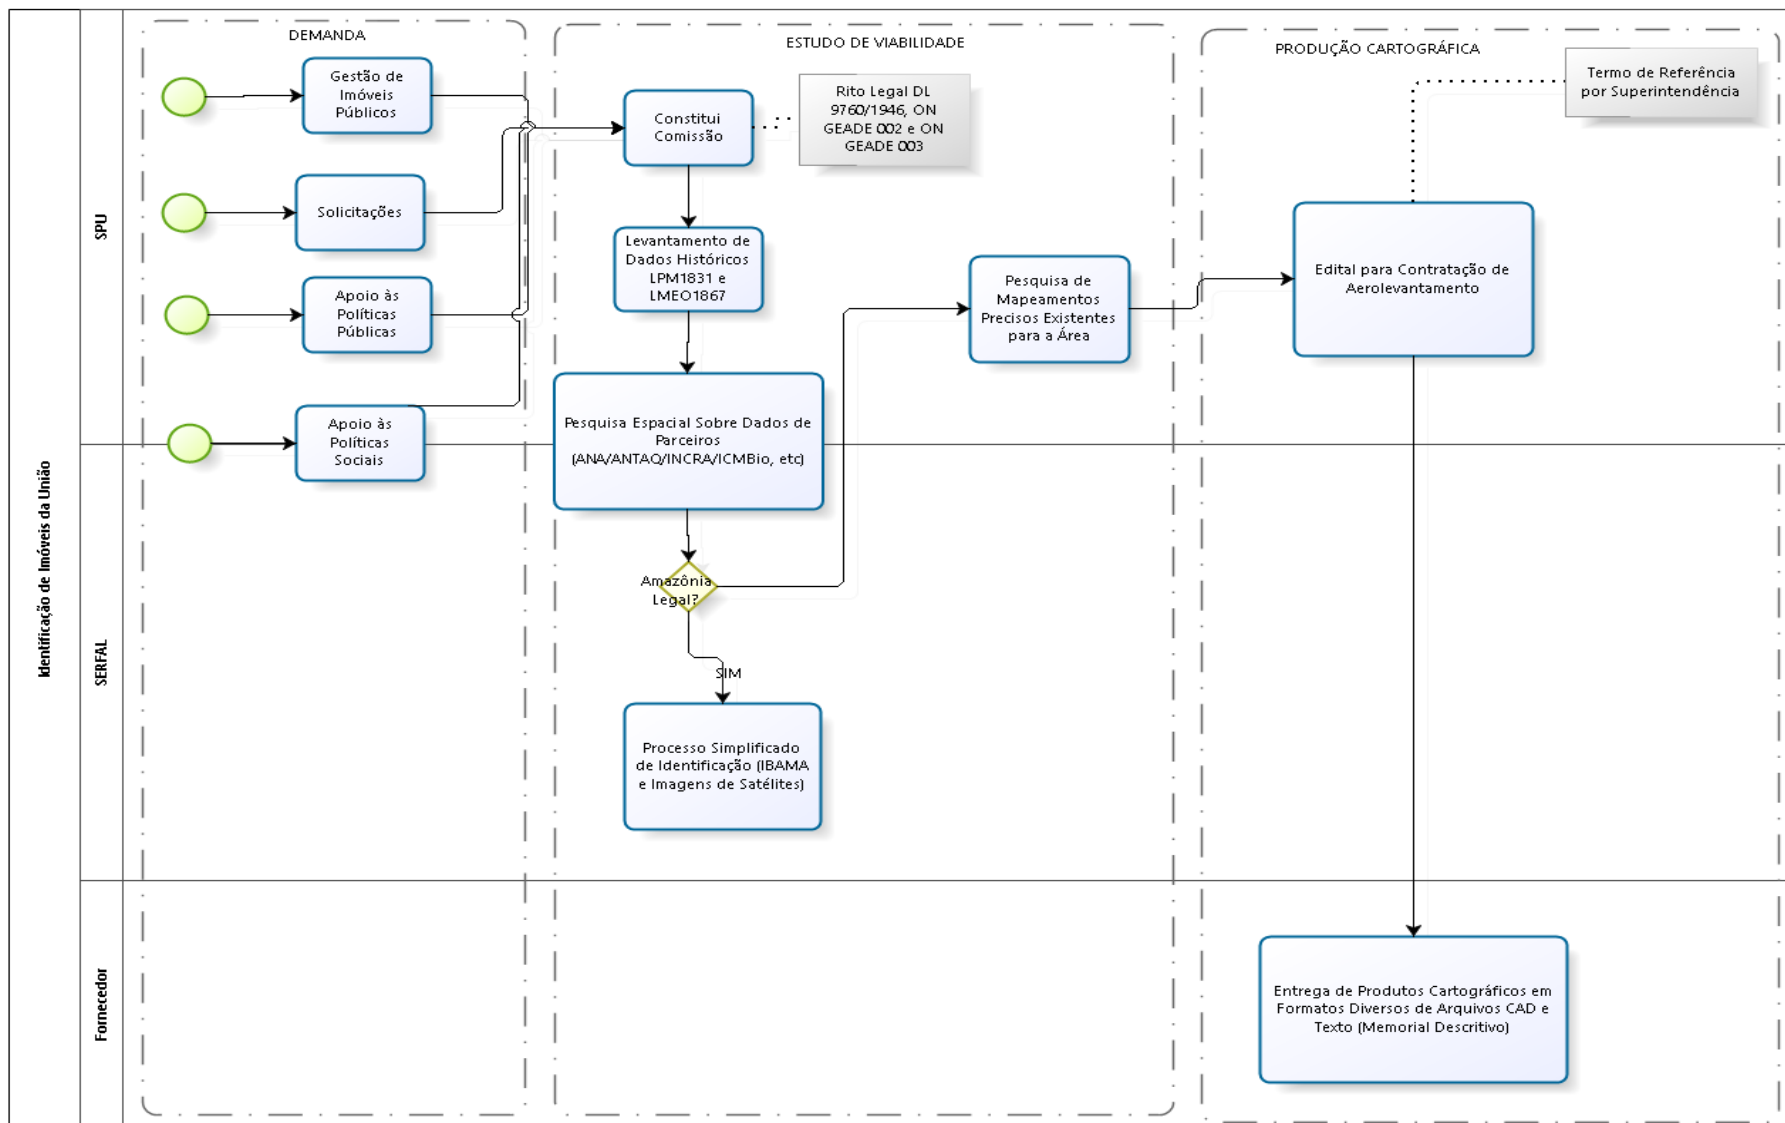 Identificação de Imóveis da União
SPU
SERFAL
Fornecedor
DEMANDA
Gestão de
Imóveis
Públicos
Solicitações
Apoio às
Políticas
Públicas
Apoio às
Políticas
Sociais
ESTUDO DE VIABILIDADE
Constitui
Comissão
Rito Legal DL
9760/1946, ON
GEADE 002 e ON
GEADE 003
Levantamento de
Dados Históricos
LPM1831 e
LMEO1867
Pesquisa Espacial Sobre Dados de
Parceiros
(ANA/ANTAQ/INCRA/ICMBio, etc)
Amazônia
Legal?
SIM
Processo Simplificado
de Identificação (IBAMA
e Imagens de Satélites)
Pesquisa de
Mapeamentos
Precisos Existentes
para a Área
PRODUÇÃO CARTOGRÁFICA
Termo de Referência
por Superintendência
Edital para Contratação de
Aerolevantamento
Entrega de Produtos Cartográficos em
Formatos Diversos de Arquivos CAD e
Texto (Memorial Descritivo)